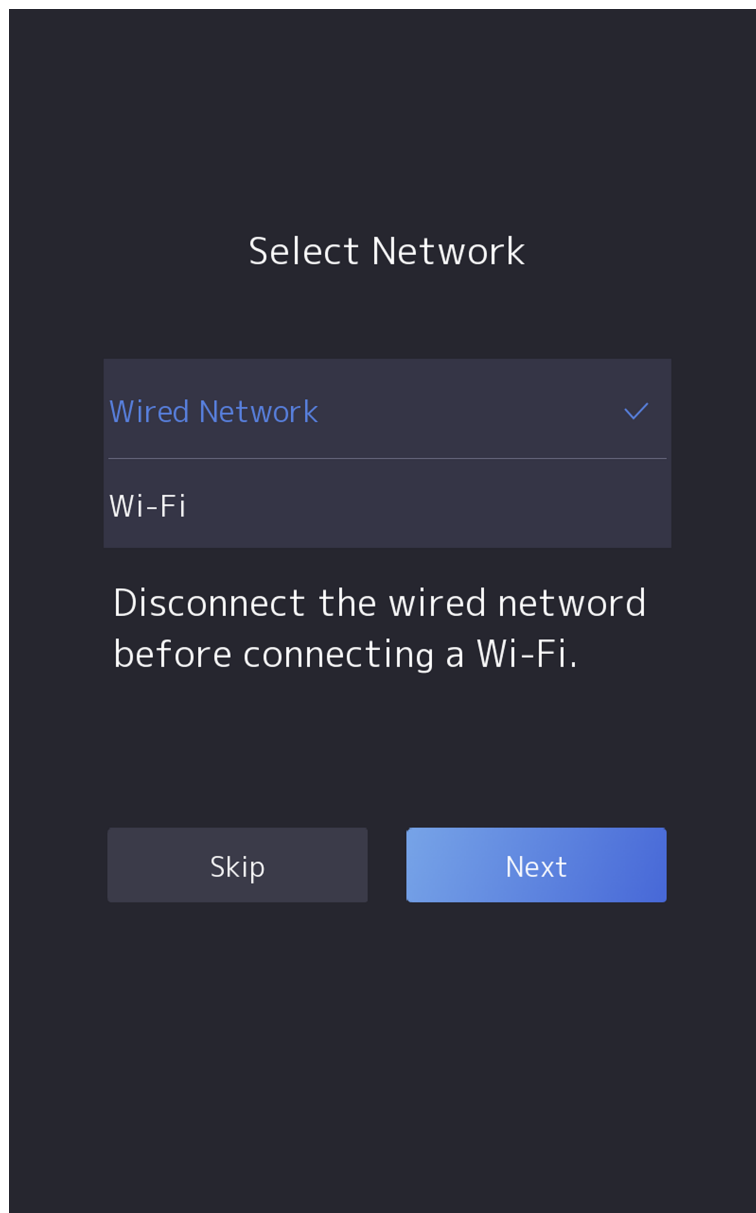 Select Network
Wired Network
Wi-Fi
Disconnect the wired netword
before connecting a Wi-Fi.
Skip
Next